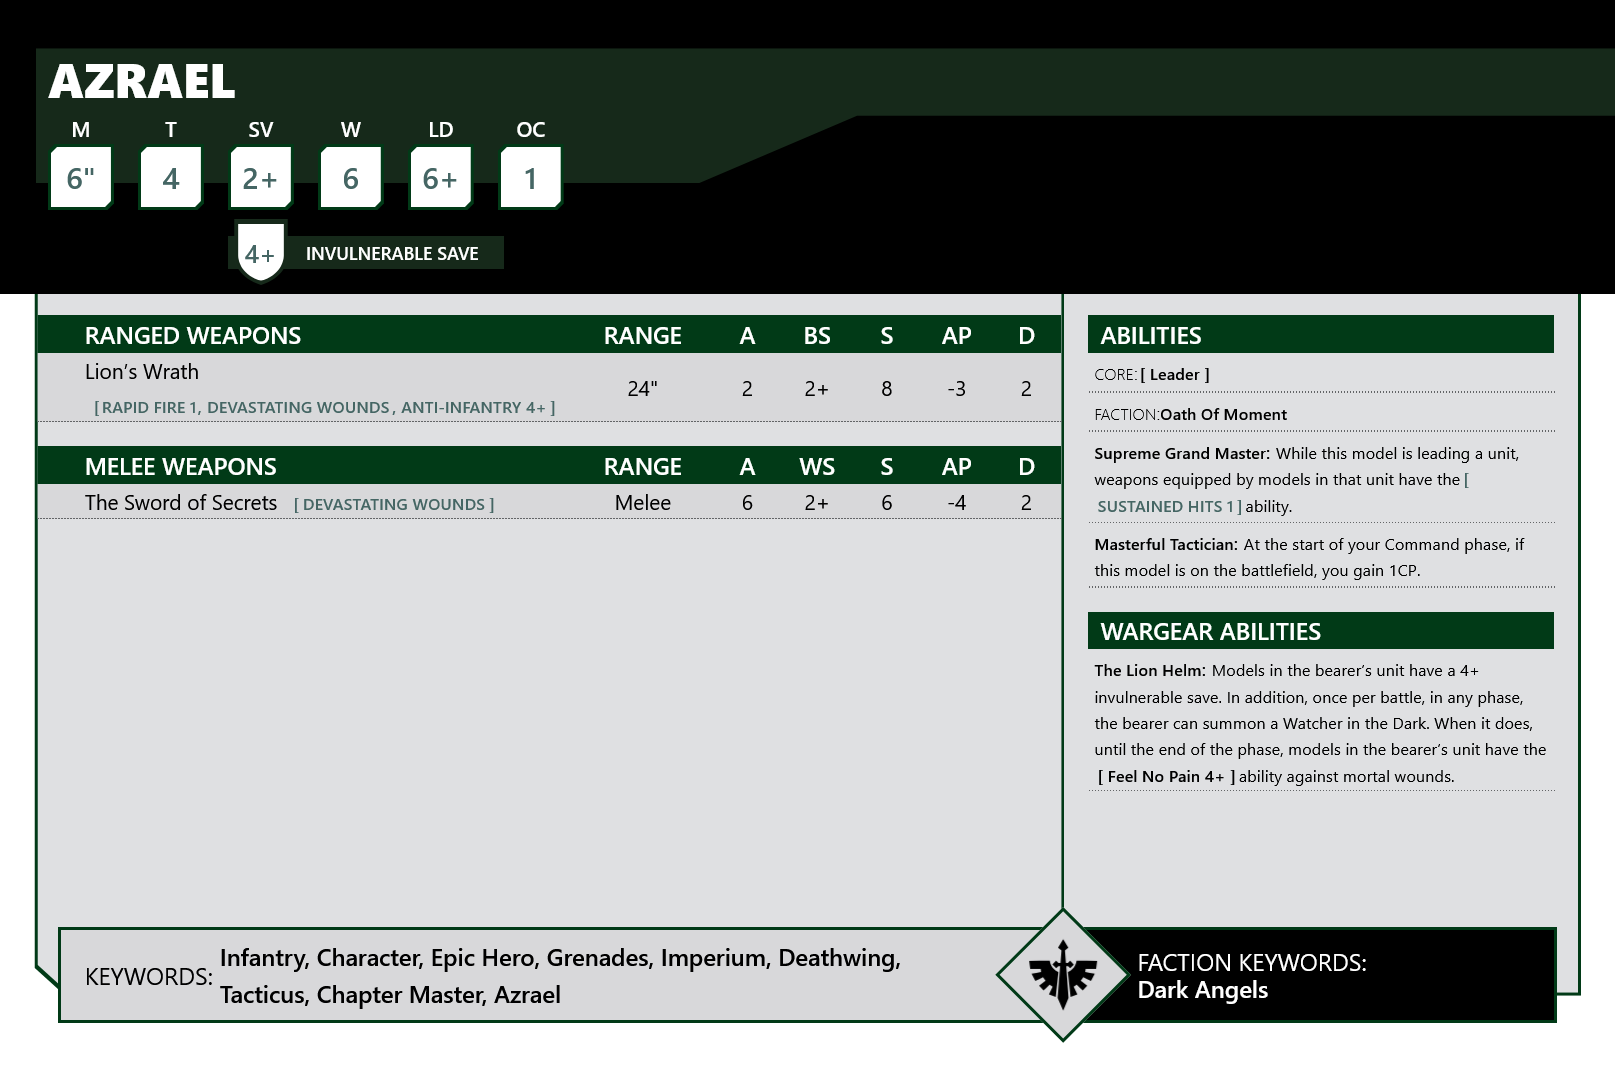 AZRAEL
M T SV W LD OC
6" 4 2+ 6 6+ 1
4+ INVULNERABLE SAVE
RANGED WEAPONS RANGE A BS S AP D
Lion's Wrath
24" 2 2+ 8 -3 2
[ RAPID FIRE 1, DEVASTATING WOUNDS, ANTI-INFANTRY 4+ ]
MELEE WEAPONS RANGE A WS S AP D
The Sword of Secrets [ DEVASTATING WOUNDS ] Melee 6 2+ 6 -4 2
ABILITIES
CORE: [ Leader ]
FACTION: Oath Of Moment
Supreme Grand Master: While this model is leading a unit,
weapons equipped by models in that unit have the [
SUSTAINED HITS 1 ] ability.
Masterful Tactician: At the start of your Command phase, if
this model is on the battlefield, you gain 1CP.
WARGEAR ABILITIES
The Lion Helm: Models in the bearer's unit have a 4+
invulnerable save. In addition, once per battle, in any phase,
the bearer can summon a Watcher in the Dark. When it does,
until the end of the phase, models in the bearer's unit have the
[ Feel No Pain 4+ ] ability against mortal wounds.
KEYWORDS: Infantry, Character, Epic Hero, Grenades, Imperium, Deathwing,
Tacticus, Chapter Master, Azrael
FACTION KEYWORDS:
Dark Angels